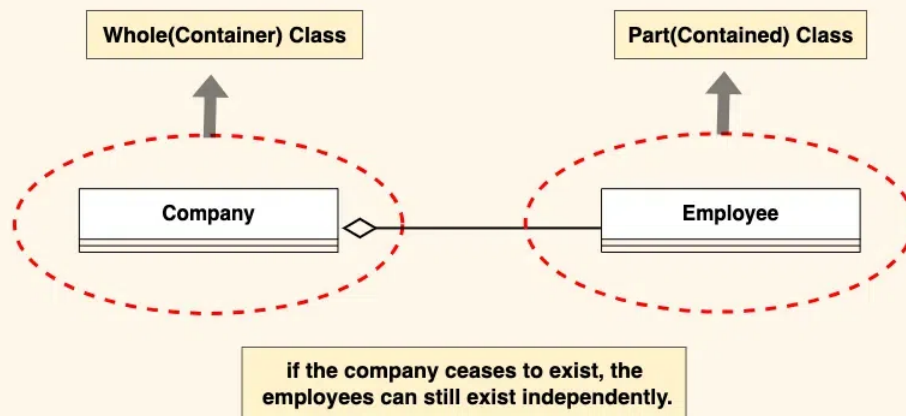 Whole(Container) Class
Part(Contained) Class
Company
Employee
if the company ceases to exist, the
employees can still exist independently.